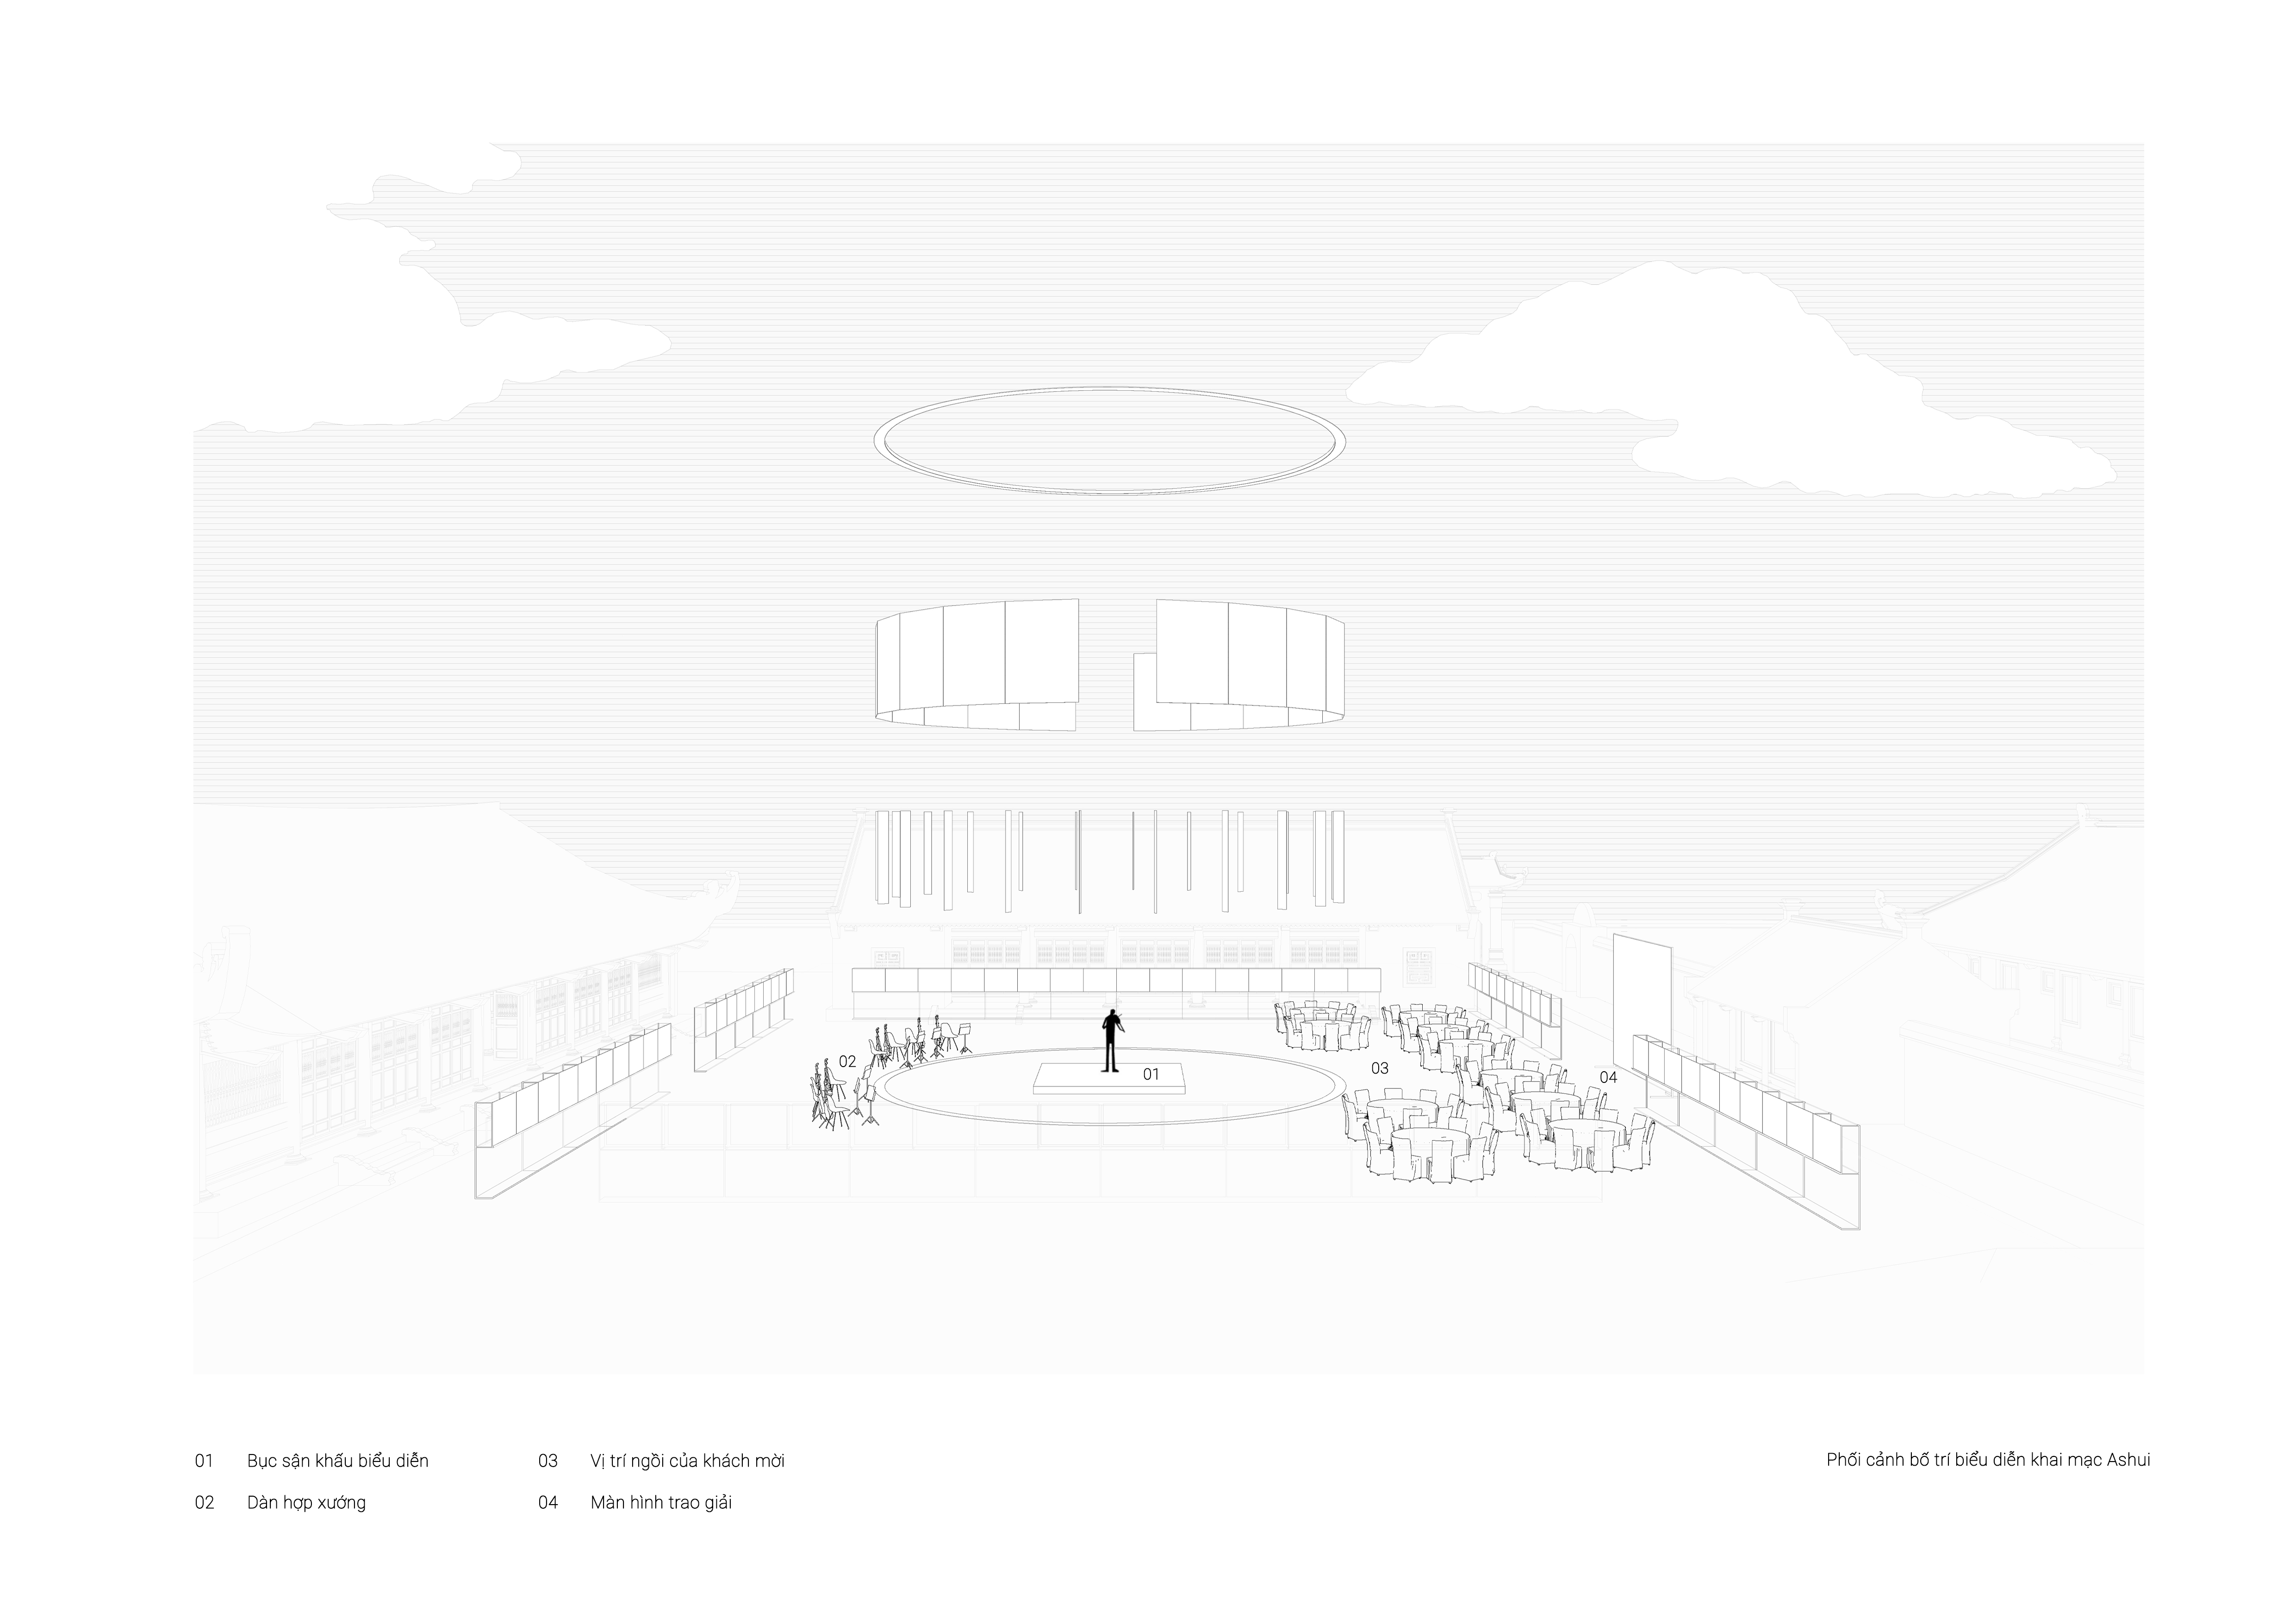 02
01
03
04
01 Bục sận khấu biểu diễn
02 Dàn hợp xướng
03 Vị trí ngồi của khách mời
04 Màn hình trao giải
Phối cảnh bố trí biểu diễn khai mạc Ashui